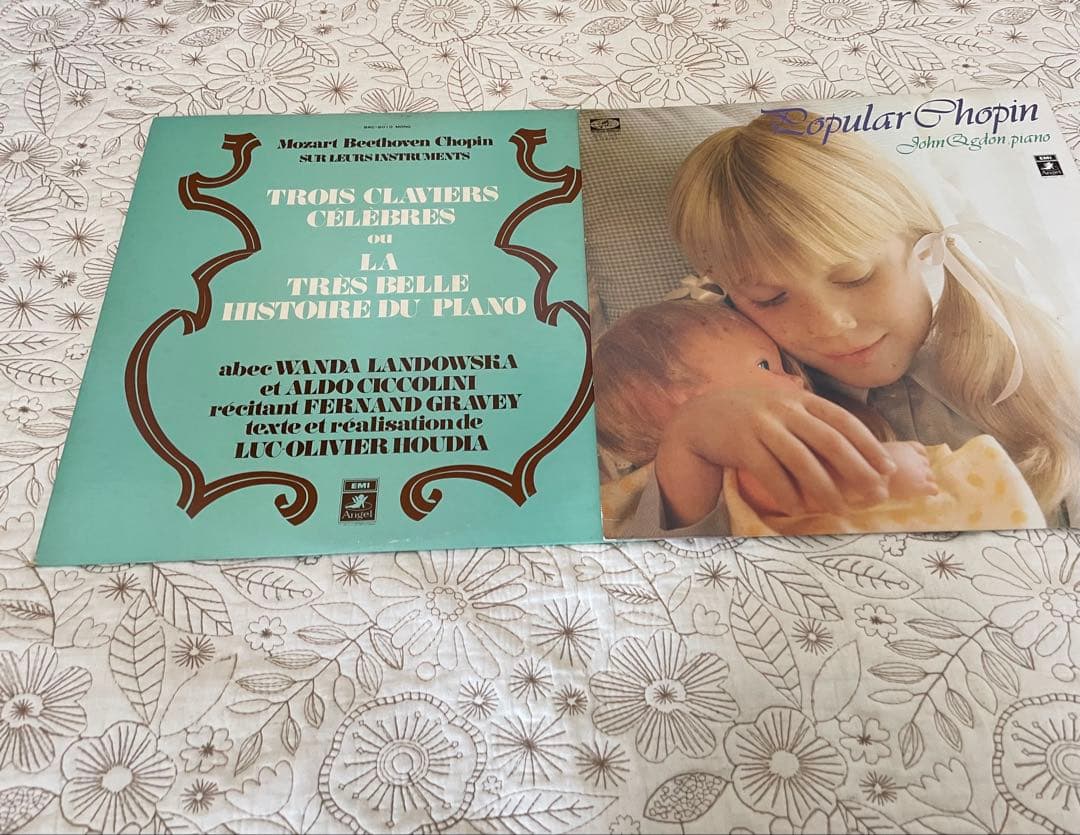 Mozart Beethoven Chopin
SUR LEURS INSTRUMENTS
TROIS CLAVIERS
CÉLÈBRES
ou
LA
TRÈS BELLE
HISTOIRE DU PIANO
abec WANDA LANDOWSKA
et ALDO CICCOLINI
récitant FERNAND GRAVEY
texte et réalisation de
LUC-OLIVIER HOUDIA
EMI
Angel
Popular Chopin
John Ogdon, piano
EMI
Angel